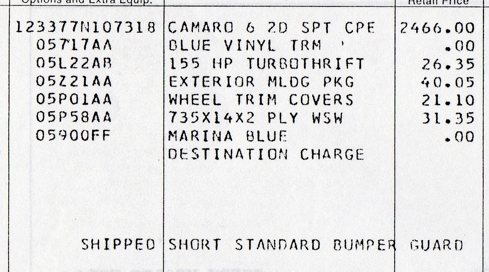 Options and Extra Equip. Retail Price
123377N107318 CAMARO 6 2D SPT CPE 2466.00
05717AA BLUE VINYL TRM .00
05L22AB 155 HP TURBOTHRIFT 26.35
05Z21AA EXTERIOR MLDG PKG 40.05
05P01AA WHEEL TRIM COVERS 21.10
05P58AA 735X14X2 PLY WSW 31.35
05900FF MARINA BLUE .00
DESTINATION CHARGE
SHIPPED SHORT STANDARD BUMPER GUARD